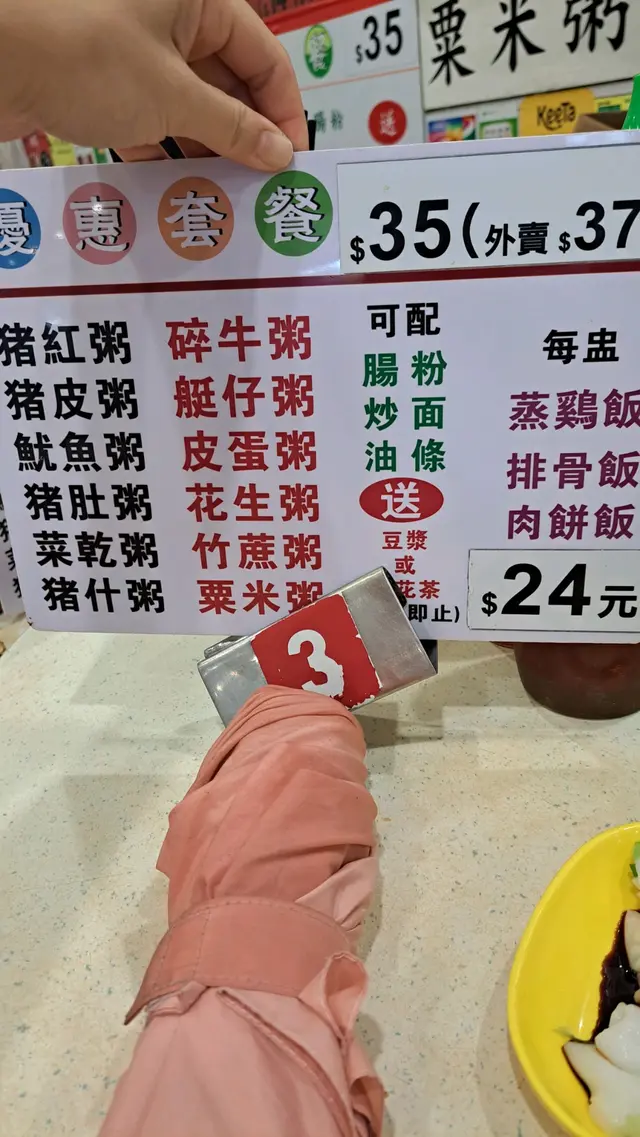 $35
送
粟米粥
KeeTa
優惠套餐
$35(外賣 $37
豬紅粥
豬皮粥
魷魚粥
豬肚粥
菜乾粥
豬什粥
碎牛粥
艇仔粥
皮蛋粥
花生粥
竹蔗粥
粟米粥
可配
腸粉
炒面
油條
送
豆漿
或
花茶
即止)
每盅
蒸鷄飯
排骨飯
肉餅飯
$24元
3